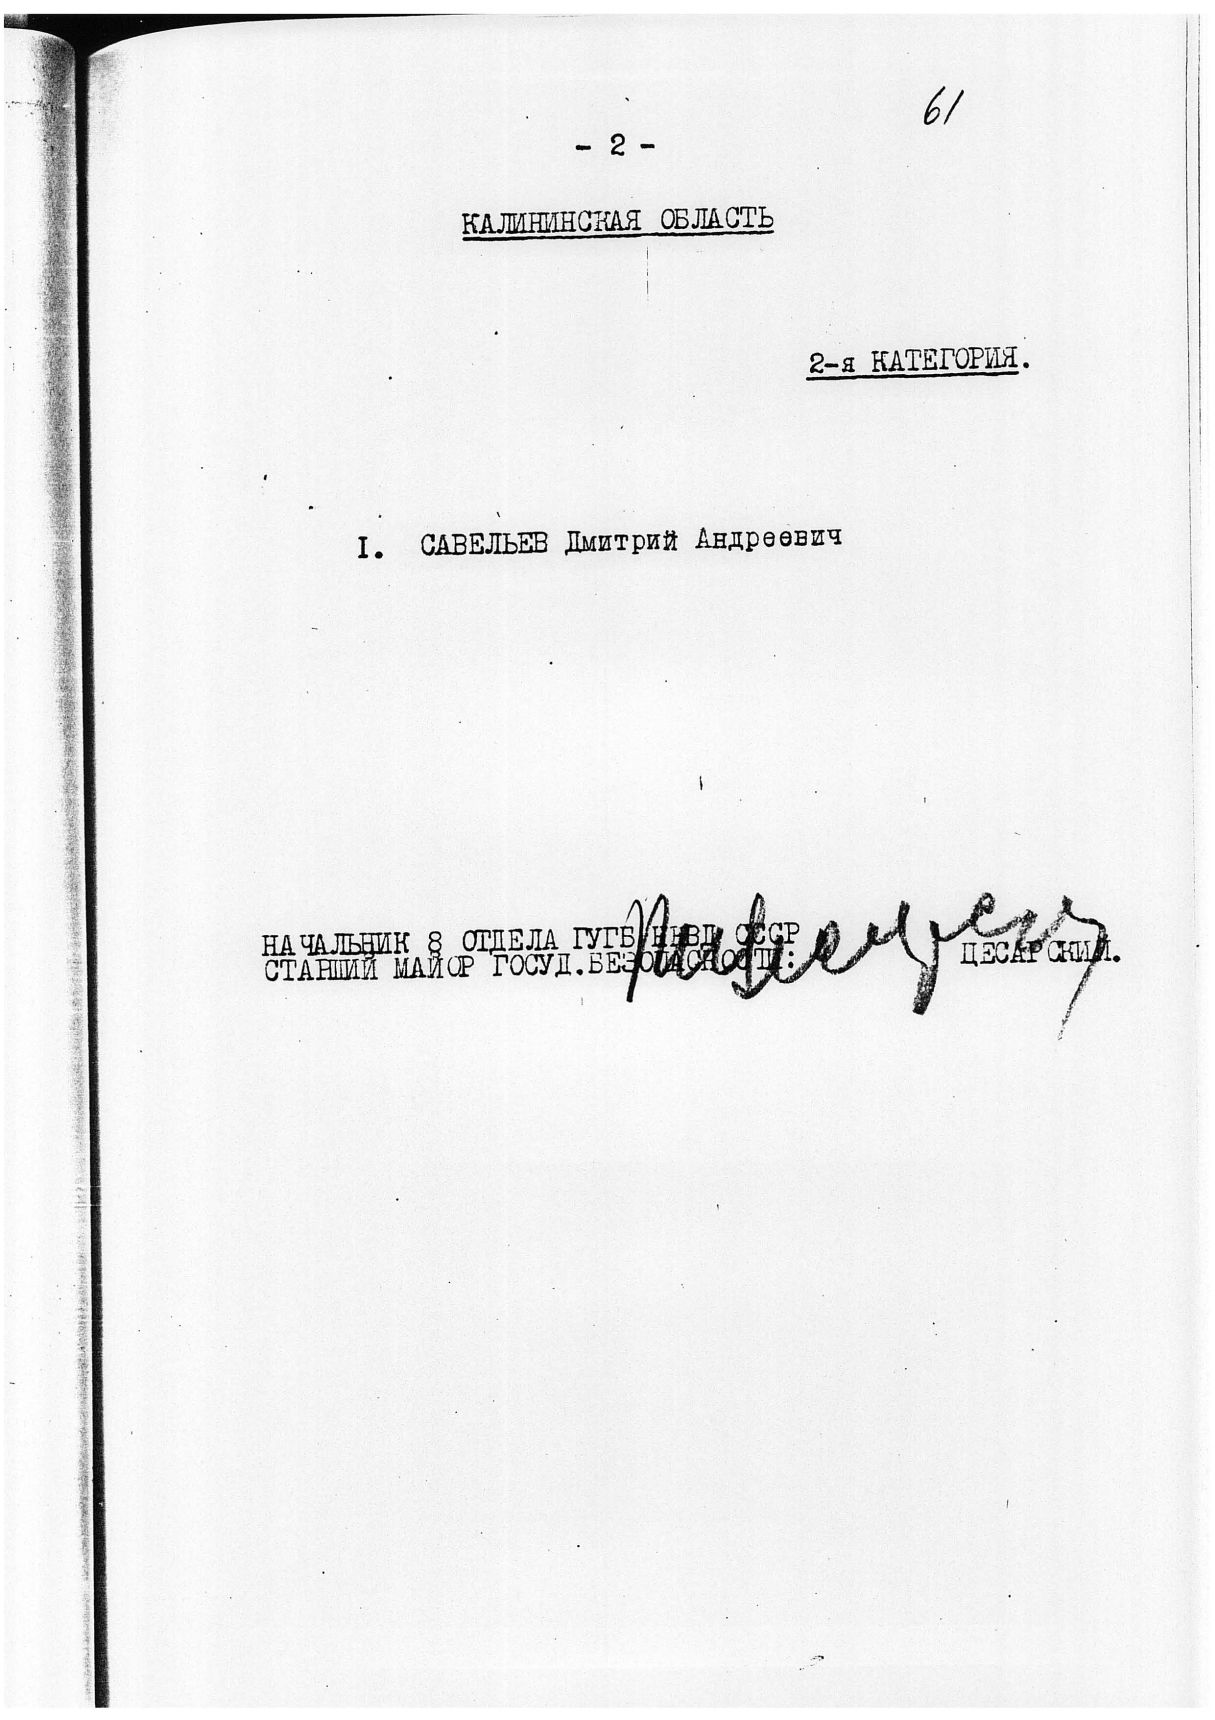 61
- 2 -
КАЛИНИНСКАЯ ОБЛАСТЬ
2-я КАТЕГОРИЯ.
I. САВЕЛЬЕВ Дмитрий Андреевич
НАЧАЛЬНИК 8 ОТДЕЛА ГУГБ НКВД СССР
СТАРШИЙ МАЙОР ГОСУД.БЕЗОПАСНОСТИ: ЦЕСАРСКИЙ.